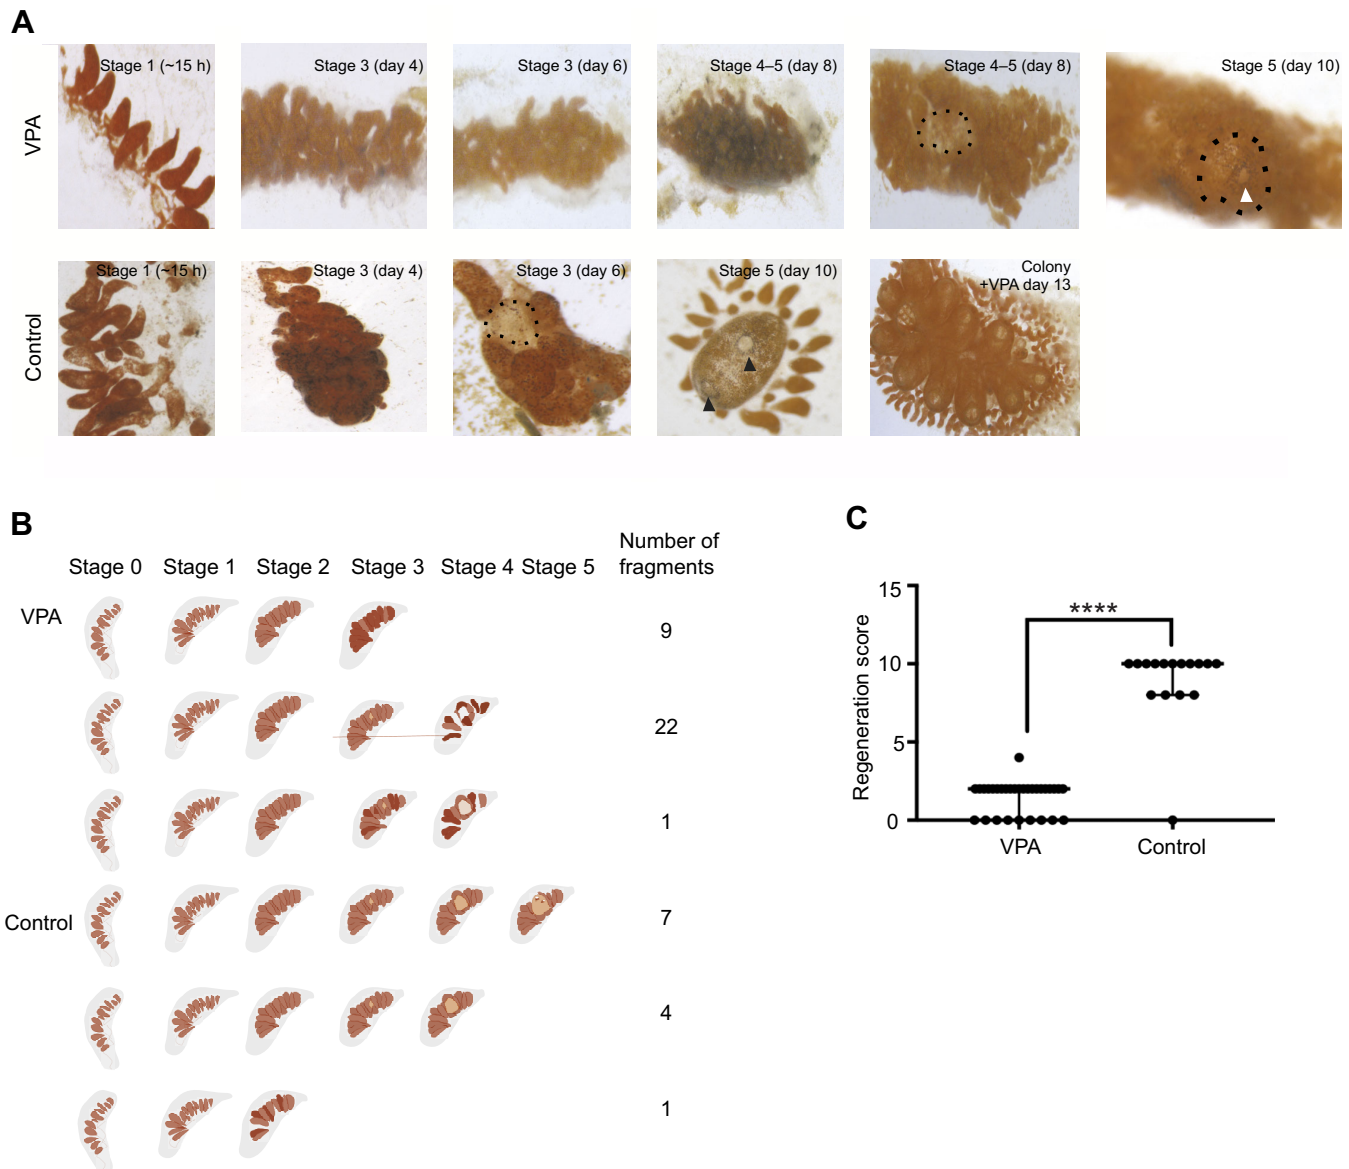 A
VPA
Stage 1 (~15 h)
Stage 3 (day 4)
Stage 3 (day 6)
Stage 4–5 (day 8)
Stage 4–5 (day 8)
Stage 5 (day 10)
Control
Stage 1 (~15 h)
Stage 3 (day 4)
Stage 3 (day 6)
Stage 5 (day 10)
Colony
+VPA day 13
B
Stage 0 Stage 1 Stage 2 Stage 3 Stage 4 Stage 5
Number of
fragments
VPA
9
22
1
Control
7
4
1
C
Regeneration score
15
10
5
0
****
VPA
Control